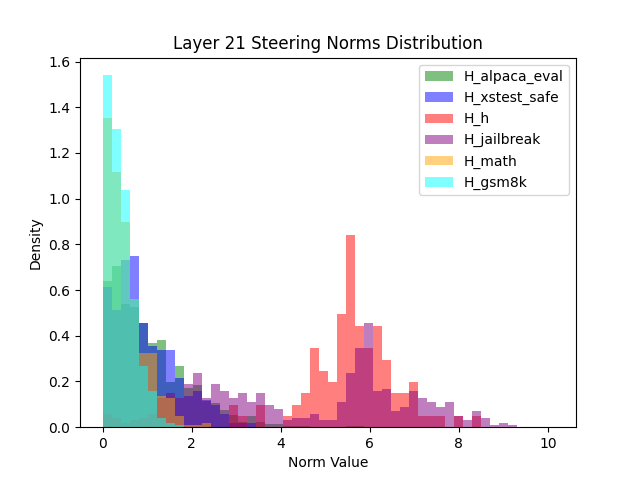 Layer 21 Steering Norms Distribution
H_alpaca_eval
H_xstest_safe
H_h
H_jailbreak
H_math
H_gsm8k
Density
1.6
1.4
1.2
1.0
0.8
0.6
0.4
0.2
0.0
0 2 4 6 8 10
Norm Value